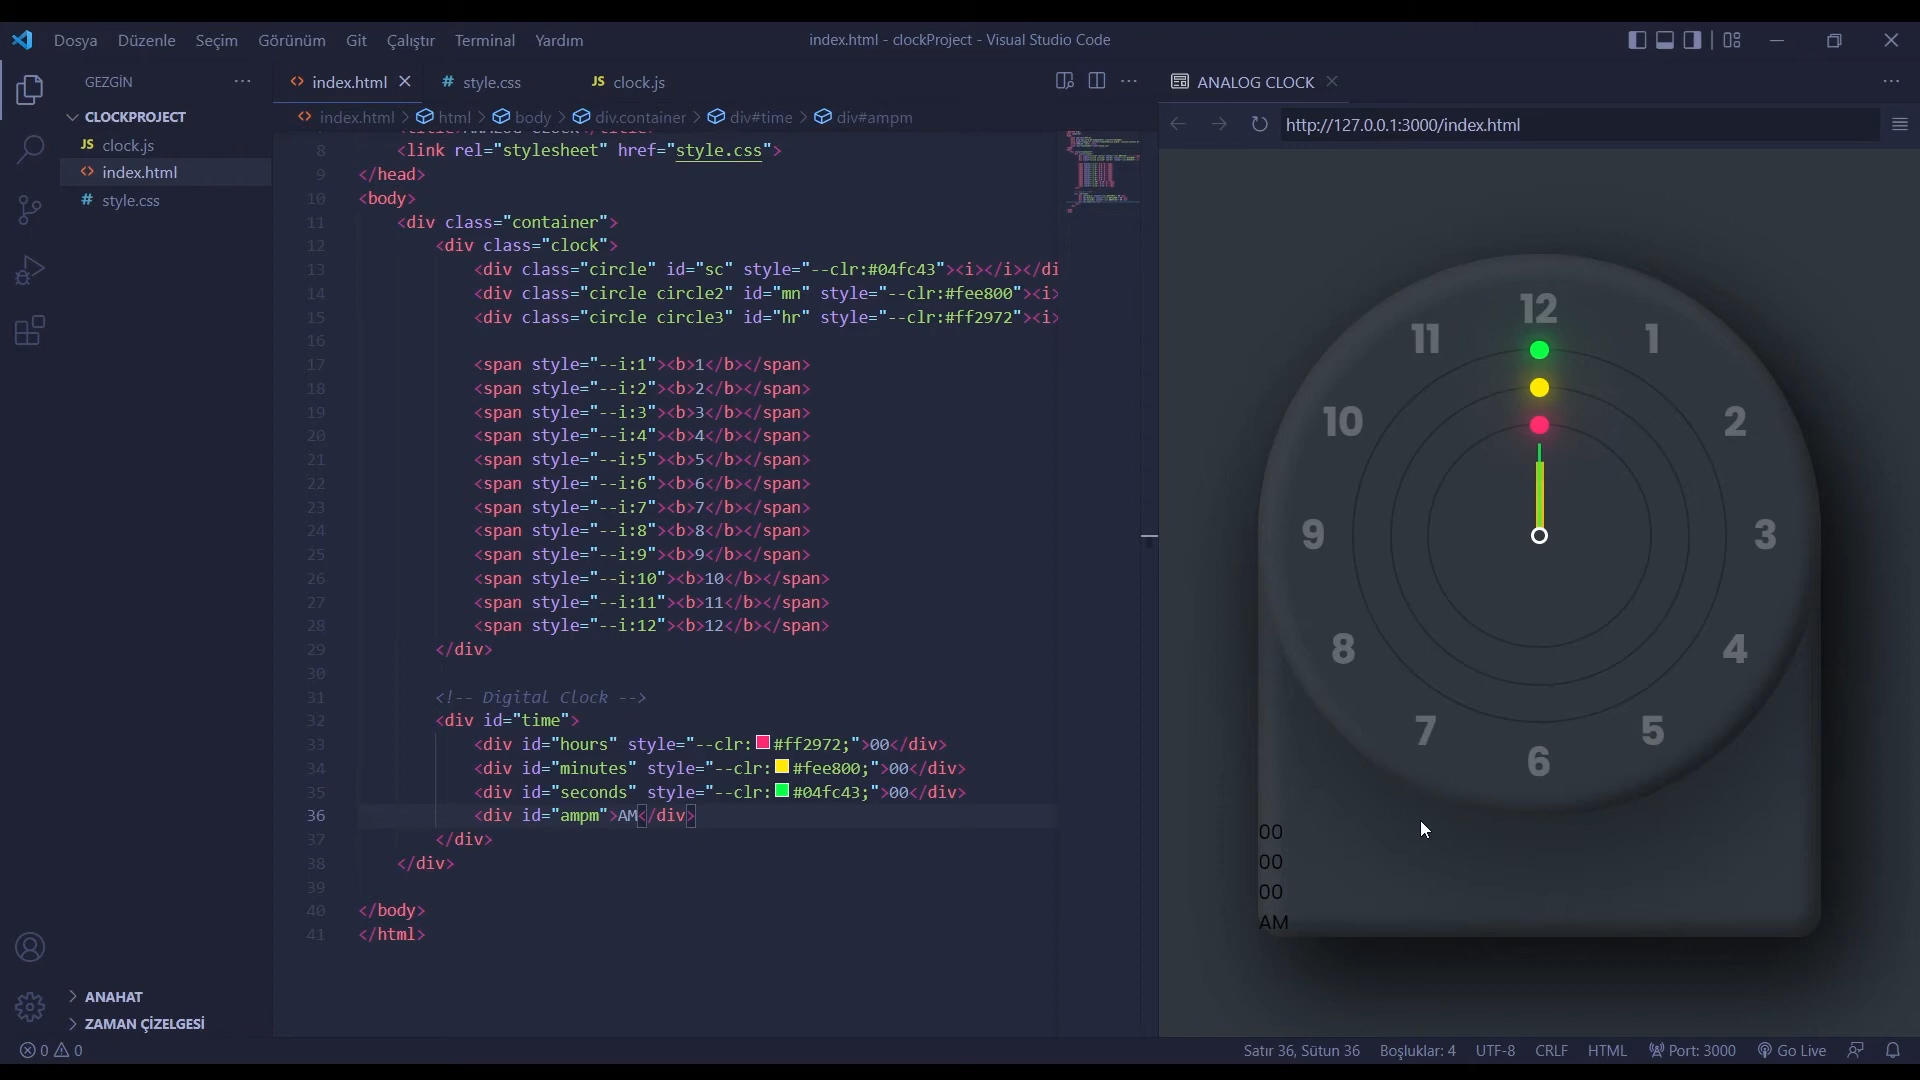 Dosya Düzenle Seçim Görünüm Git Çalıştır Terminal Yardım
index.html - clockProject - Visual Studio Code
GEZGİN
CLOCKPROJECT
JS clock.js
<> index.html
# style.css
ANAHAT
ZAMAN ÇİZELGESİ
<> index.html
# style.css
JS clock.js
<> index.html > html > body > div.container > div#time > div#ampm
8 <link rel="stylesheet" href="style.css">
9 </head>
10 <body>
11 <div class="container">
12 <div class="clock">
13 <div class="circle" id="sc" style="--clr:#04fc43"><i></i></di
14 <div class="circle circle2" id="mn" style="--clr:#fee800"><i>
15 <div class="circle circle3" id="hr" style="--clr:#ff2972"><i>
16
17 <span style="--i:1"><b>1</b></span>
18 <span style="--i:2"><b>2</b></span>
19 <span style="--i:3"><b>3</b></span>
20 <span style="--i:4"><b>4</b></span>
21 <span style="--i:5"><b>5</b></span>
22 <span style="--i:6"><b>6</b></span>
23 <span style="--i:7"><b>7</b></span>
24 <span style="--i:8"><b>8</b></span>
25 <span style="--i:9"><b>9</b></span>
26 <span style="--i:10"><b>10</b></span>
27 <span style="--i:11"><b>11</b></span>
28 <span style="--i:12"><b>12</b></span>
29 </div>
30
31 <!-- Digital Clock -->
32 <div id="time">
33 <div id="hours" style="--clr:#ff2972;">00</div>
34 <div id="minutes" style="--clr:#fee800;">00</div>
35 <div id="seconds" style="--clr:#04fc43;">00</div>
36 <div id="ampm">AM</div>
37 </div>
38 </div>
39
40 </body>
41 </html>
ANALOG CLOCK
http://127.0.0.1:3000/index.html
12
1
2
3
4
5
6
7
8
9
10
11
00
00
00
AM
0 0
Satır 36, Sütun 36 Boşluklar: 4 UTF-8 CRLF HTML Port: 3000 Go Live